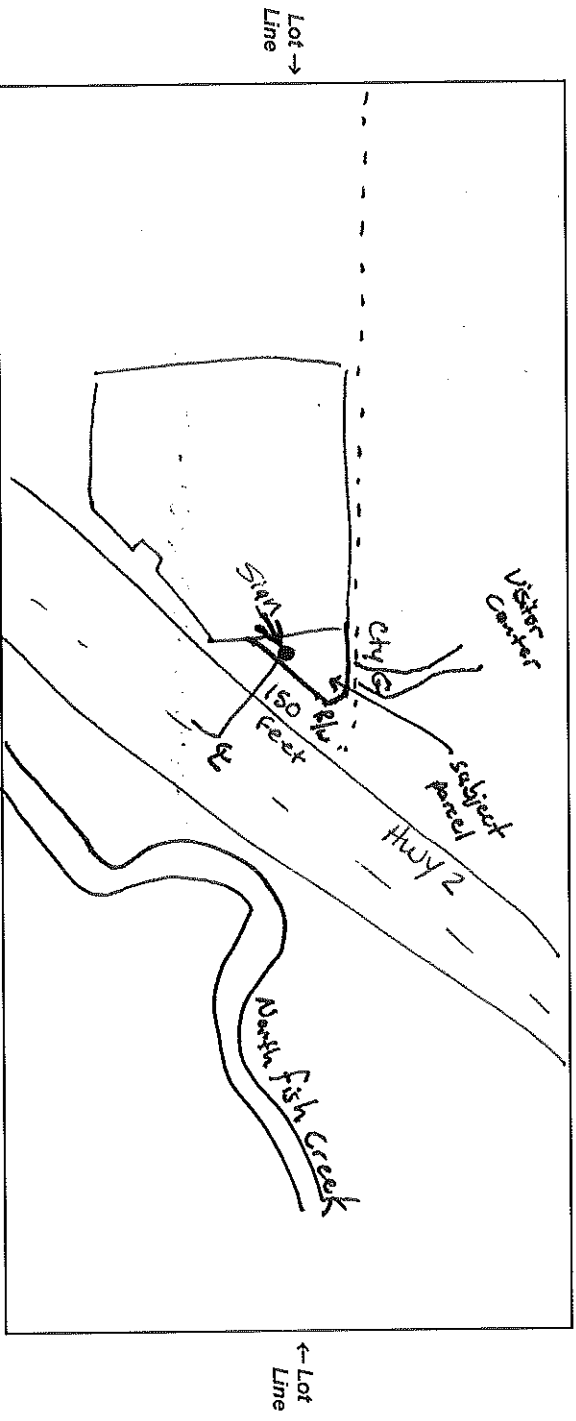 Lot →
Line
Visitor
Center
Cty G
subject
parcel
Sign
R/W
150
Feet
℄
HWY 2
North Fish Creek
← Lot
Line